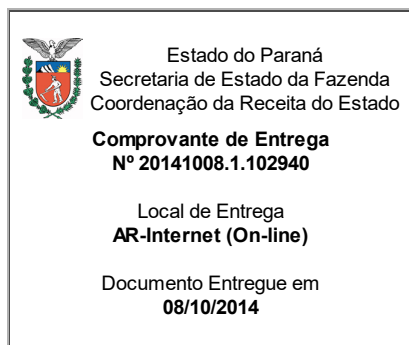 Estado do Paraná
Secretaria de Estado da Fazenda
Coordenação da Receita do Estado
Comprovante de Entrega
Nº 20141008.1.102940
Local de Entrega
AR-Internet (On-line)
Documento Entregue em
08/10/2014